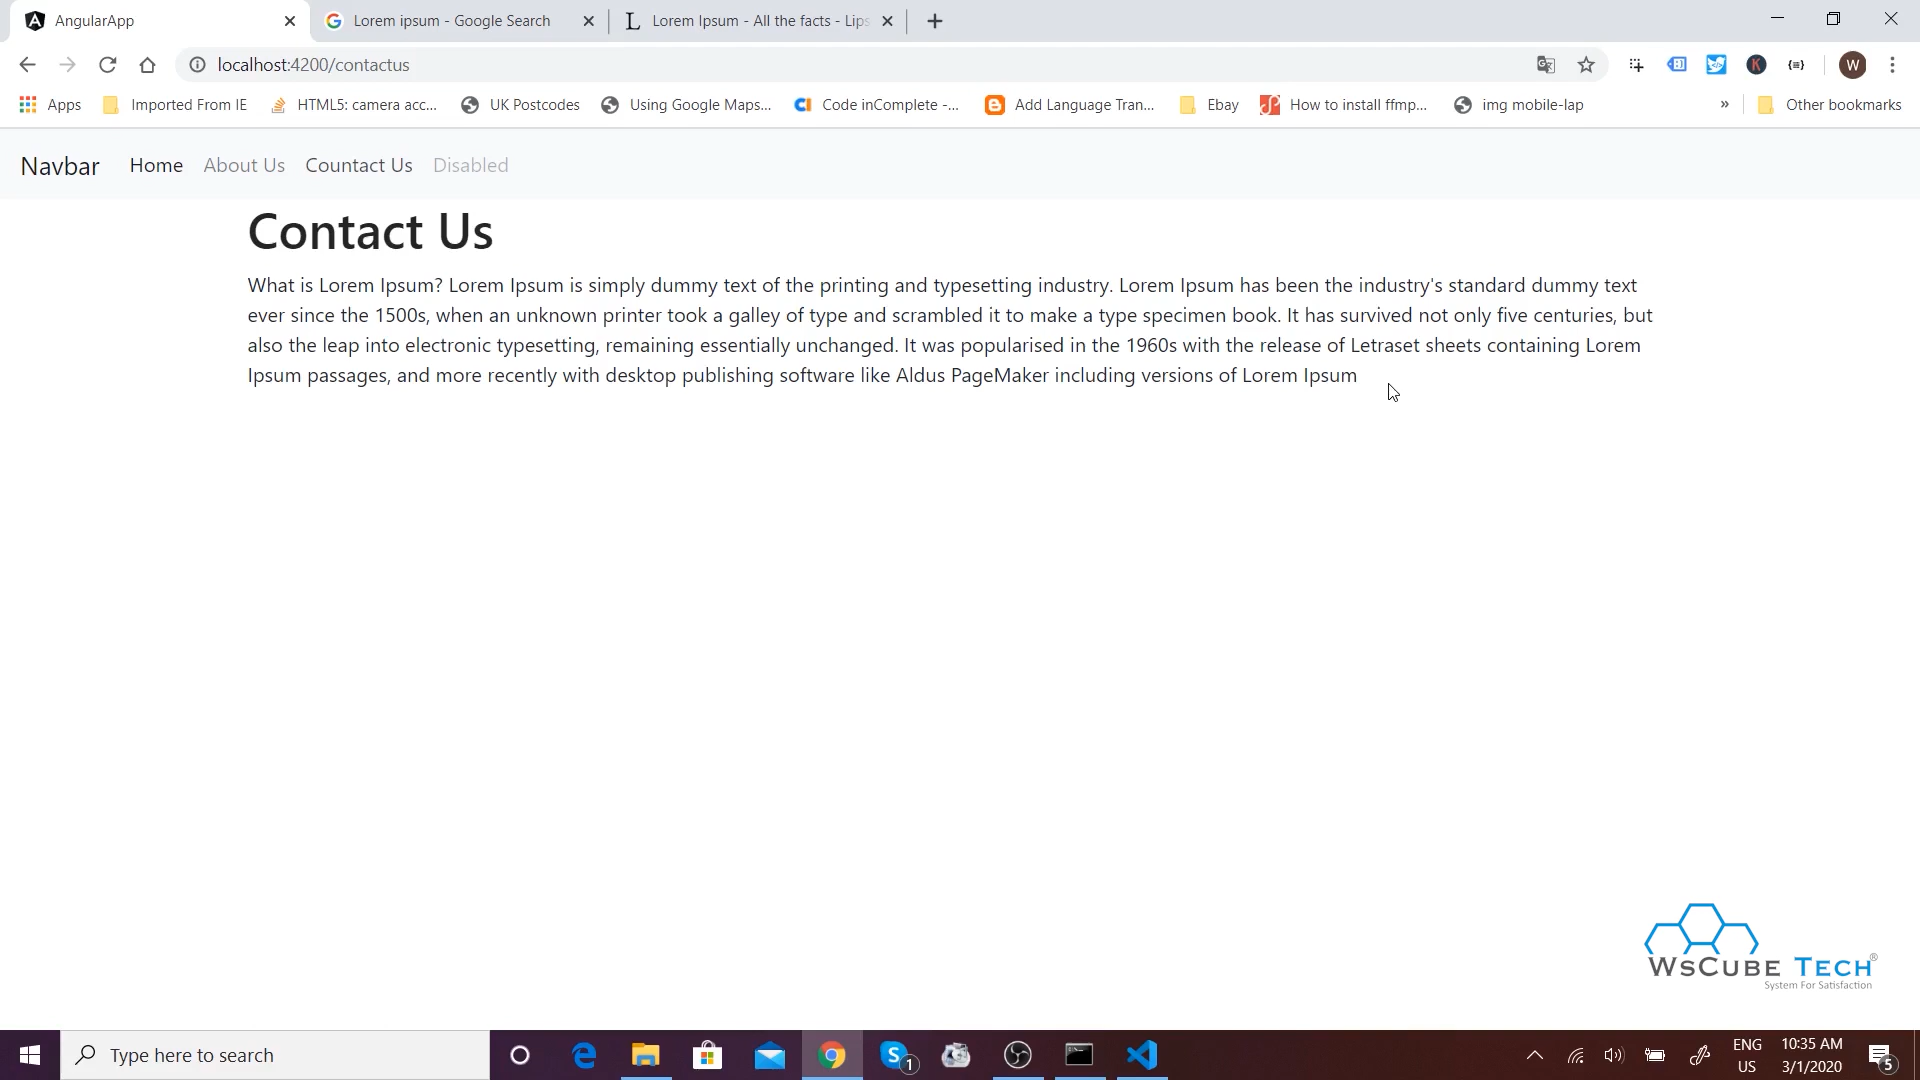 AngularApp
Lorem ipsum - Google Search
Lorem Ipsum - All the facts - Lips
localhost:4200/contactus
W
Apps
Imported From IE
HTML5: camera acc...
UK Postcodes
Using Google Maps...
Code inComplete -...
Add Language Tran...
Ebay
How to install ffmp...
img mobile-lap
»
Other bookmarks
Navbar Home About Us Countact Us Disabled
Contact Us
What is Lorem Ipsum? Lorem Ipsum is simply dummy text of the printing and typesetting industry. Lorem Ipsum has been the industry's standard dummy text
ever since the 1500s, when an unknown printer took a galley of type and scrambled it to make a type specimen book. It has survived not only five centuries, but
also the leap into electronic typesetting, remaining essentially unchanged. It was popularised in the 1960s with the release of Letraset sheets containing Lorem
Ipsum passages, and more recently with desktop publishing software like Aldus PageMaker including versions of Lorem Ipsum
WsCube Tech®
System For Satisfaction
Type here to search
1
ENG
US
10:35 AM
3/1/2020
5